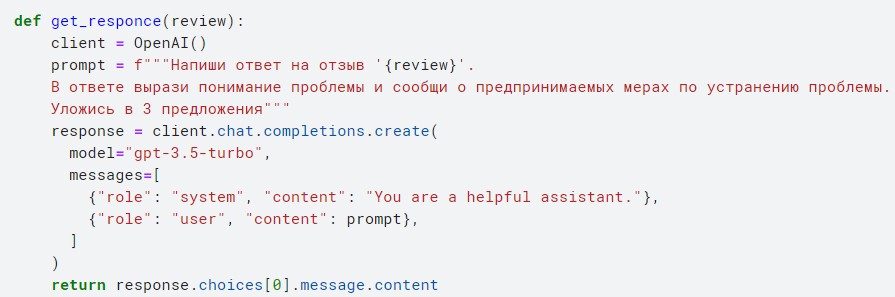 def get_responce(review):
    client = OpenAI()
    prompt = f"""Напиши ответ на отзыв '{review}'.
    В ответе вырази понимание проблемы и сообщи о предпринимаемых мерах по устранению проблемы.
    Уложись в 3 предложения"""
    response = client.chat.completions.create(
      model="gpt-3.5-turbo",
      messages=[
        {"role": "system", "content": "You are a helpful assistant."},
        {"role": "user", "content": prompt},
      ]
    )
    return response.choices[0].message.content